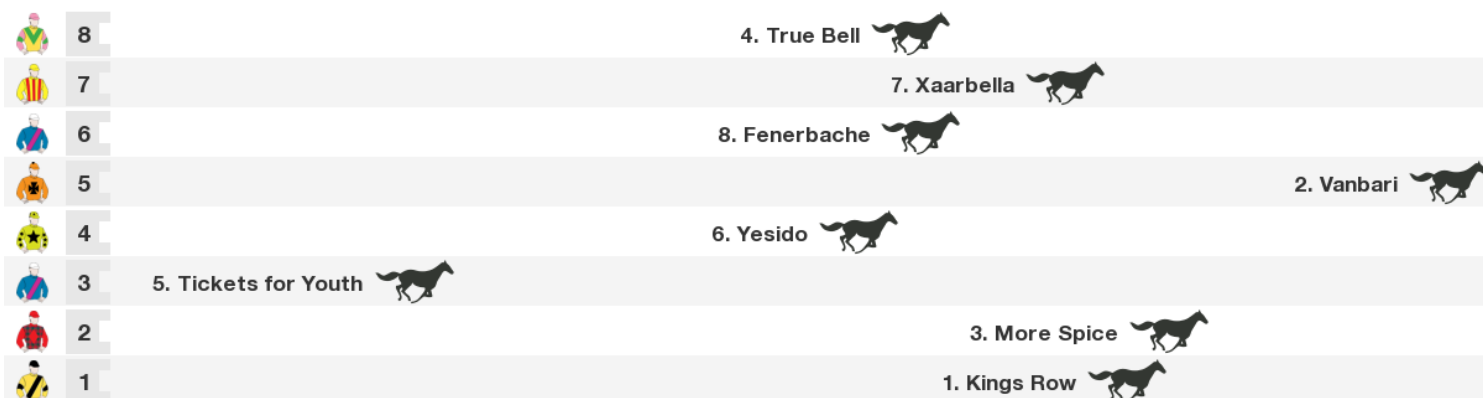 8 4. True Bell
7 7. Xaarbella
6 8. Fenerbache
5 2. Vanbari
4 6. Yesido
3 5. Tickets for Youth
2 3. More Spice
1 1. Kings Row